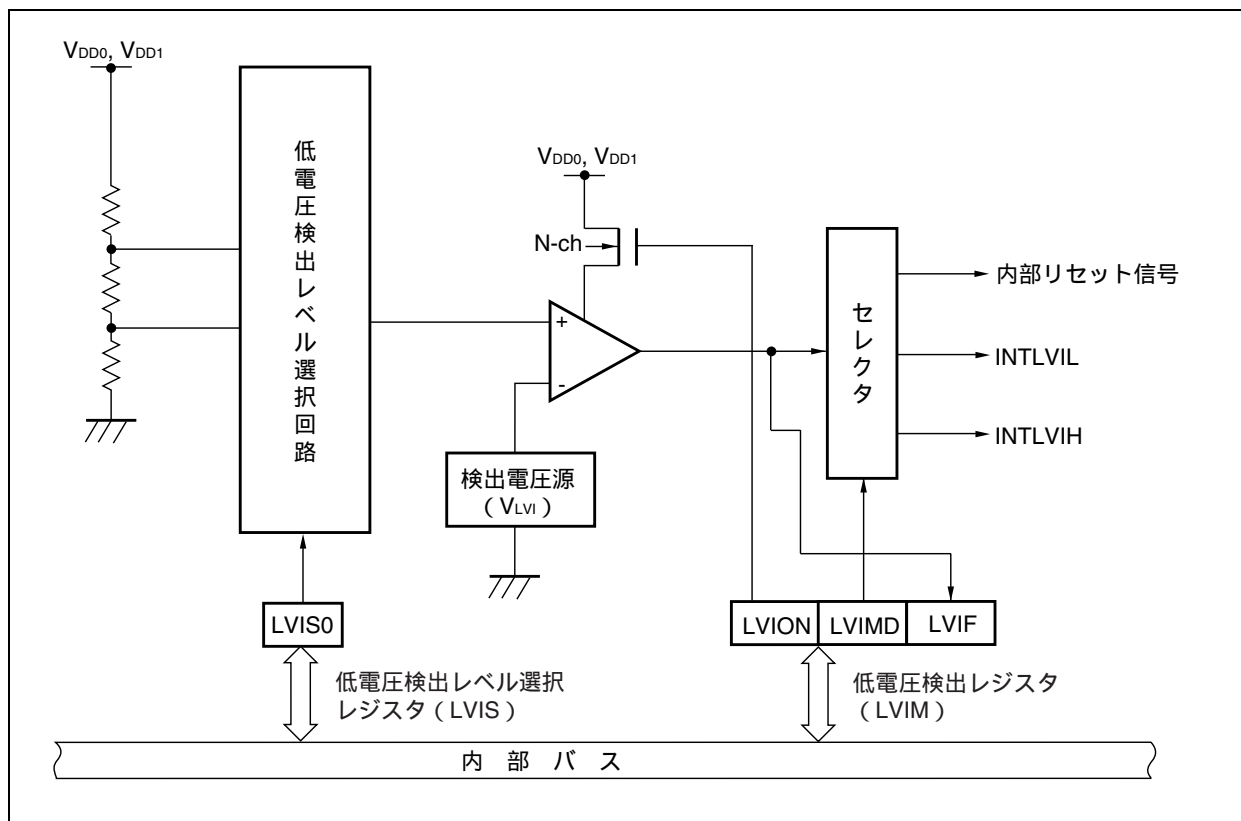 VDD0, VDD1
低電圧検出レベル選択回路
VDD0, VDD1
N-ch
+
-
検出電圧源
（VLVI）
セレクタ
内部リセット信号
INTLVIL
INTLVIH
LVIS0
LVION
LVIMD
LVIF
低電圧検出レベル選択
レジスタ（LVIS）
低電圧検出レジスタ
（LVIM）
内 部 バ ス